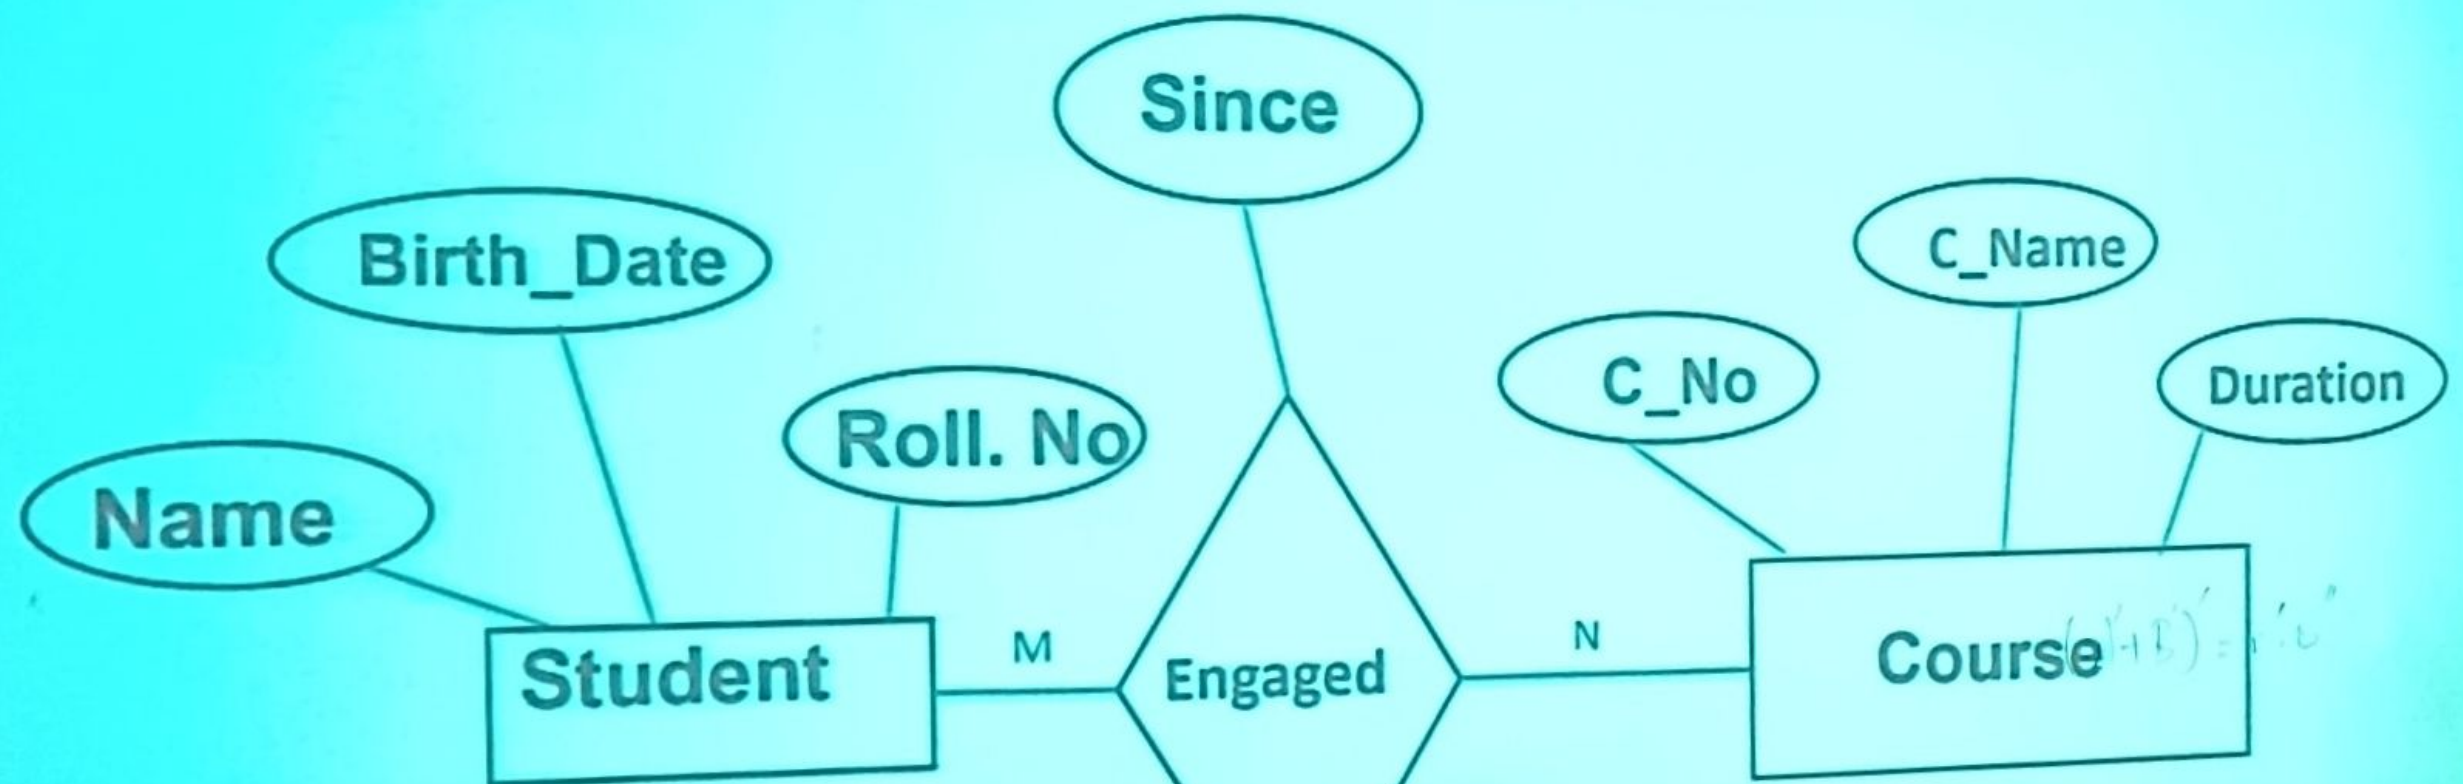 Since
Birth_Date
C_Name
Roll. No
C_No
Duration
Name
Student
M
Engaged
N
Course